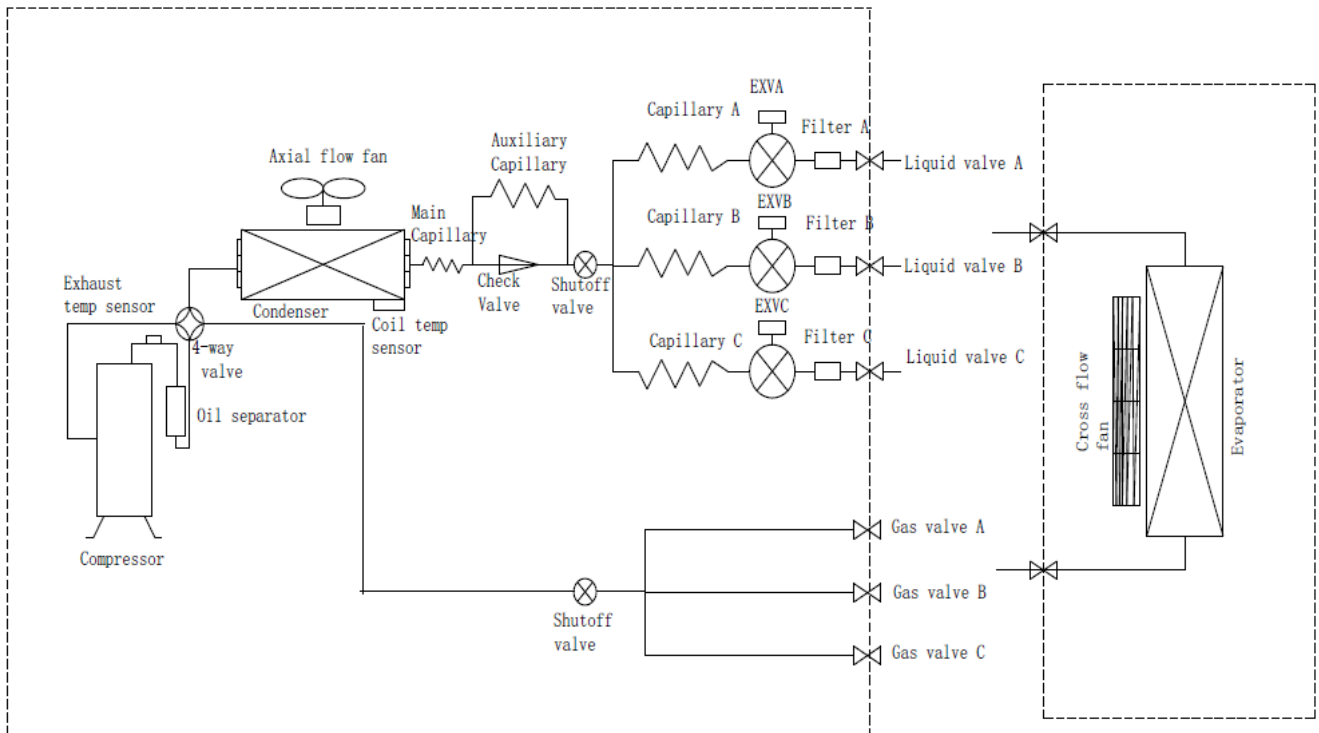 EXVA
Capillary A
Filter A
Auxiliary
Capillary
Axial flow fan
Liquid valve A
Main
Capillary
EXVB
Capillary B
Filter B
Liquid valve B
Exhaust
temp sensor
Check
Valve
Shutoff
valve
Condenser
Coil temp
sensor
EXVC
Capillary C
Filter C
Liquid valve C
4-way
valve
Oil separator
Cross flow
fan
Evaporator
Compressor
Gas valve A
Gas valve B
Shutoff
valve
Gas valve C